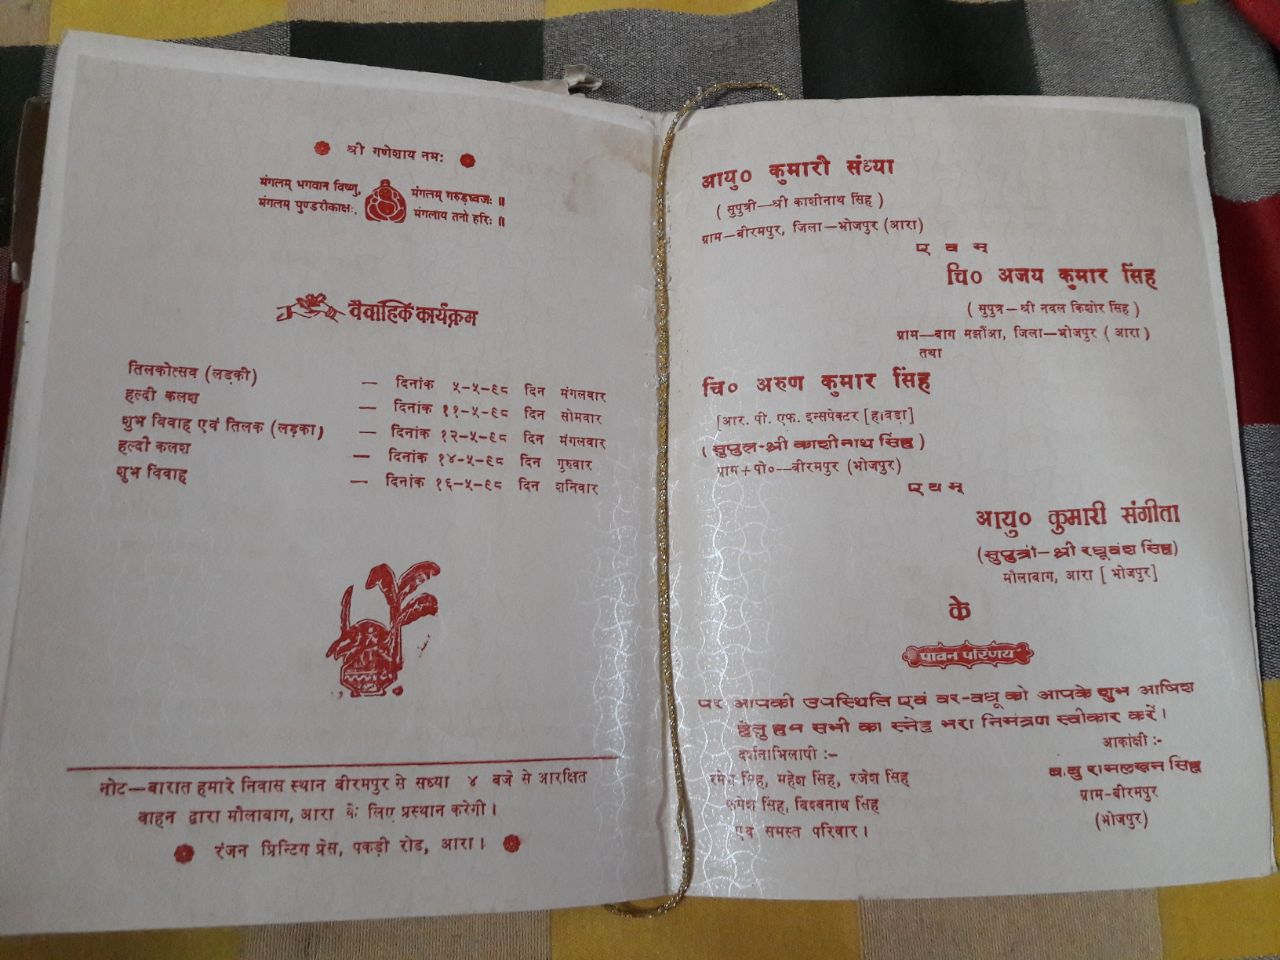 श्री गणेशाय नमः
मंगलम् भगवान विष्णु, मंगलम् गरुड़ध्वजः ॥
मंगलम् पुण्डरीकाक्षः, मंगलाय तनो हरिः ॥
वैवाहिक कार्यक्रम
तिलकोत्सव (लड़की) — दिनांक ५-५-९८ दिन मंगलवार
हल्दी कलश — दिनांक ११-५-९८ दिन सोमवार
शुभ विवाह एवं तिलक (लड़का) — दिनांक १२-५-९८ दिन मंगलवार
हल्दी कलश — दिनांक १४-५-९८ दिन गुरुवार
शुभ विवाह — दिनांक १६-५-९८ दिन शनिवार
नोट—बारात हमारे निवास स्थान बीरमपुर से सध्या ४ बजे से आरक्षित
वाहन द्वारा मौलाबाग, आरा के लिए प्रस्थान करेगी।
रंजन प्रिन्टिग प्रेस, पकड़ी रोड, आरा।
आयु० कुमारी संध्या
( सुपुत्री—श्री काशीनाथ सिंह )
ग्राम—बीरमपुर, जिला—भोजपुर (आरा)
एवम्
चि० अजय कुमार सिंह
( सुपुत्र—श्री नवल किशोर सिंह )
ग्राम—बाग मझौंआ, जिला—भोजपुर ( आरा )
तथा
चि० अरुण कुमार सिंह
[आर. पी. एफ. इन्सपेक्टर [हावड़ा]
(सुपुत्र-श्री काशीनाथ सिंह)
ग्राम+पो०—बीरमपुर (भोजपुर)
एवम्
आयु० कुमारी संगीता
(सुपुत्री—श्री रघुवंश सिंह)
मौलाबाग, आरा [ भोजपुर]
के
पावन परिणय
पर आपकी उपस्थिति एवं वर-वधू को आपके शुभ आशिष
हेतु हम सभी का स्नेह भरा निमंत्रण स्वीकार करें।
दर्शनाभिलाषी :-
रमेश सिंह, महेश सिंह, रजेश सिंह
सिंह, विश्वनाथ सिंह
एवं समस्त परिवार।
आकांक्षी :-
बबु रामलखन सिंह
ग्राम-बीरमपुर
(भोजपुर)